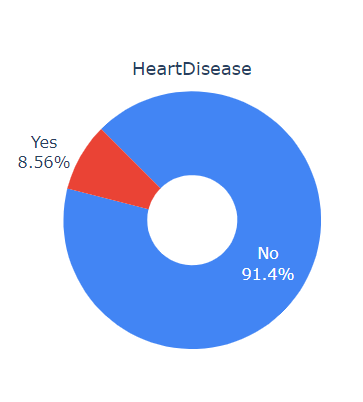 HeartDisease
Yes
8.56%
No
91.4%